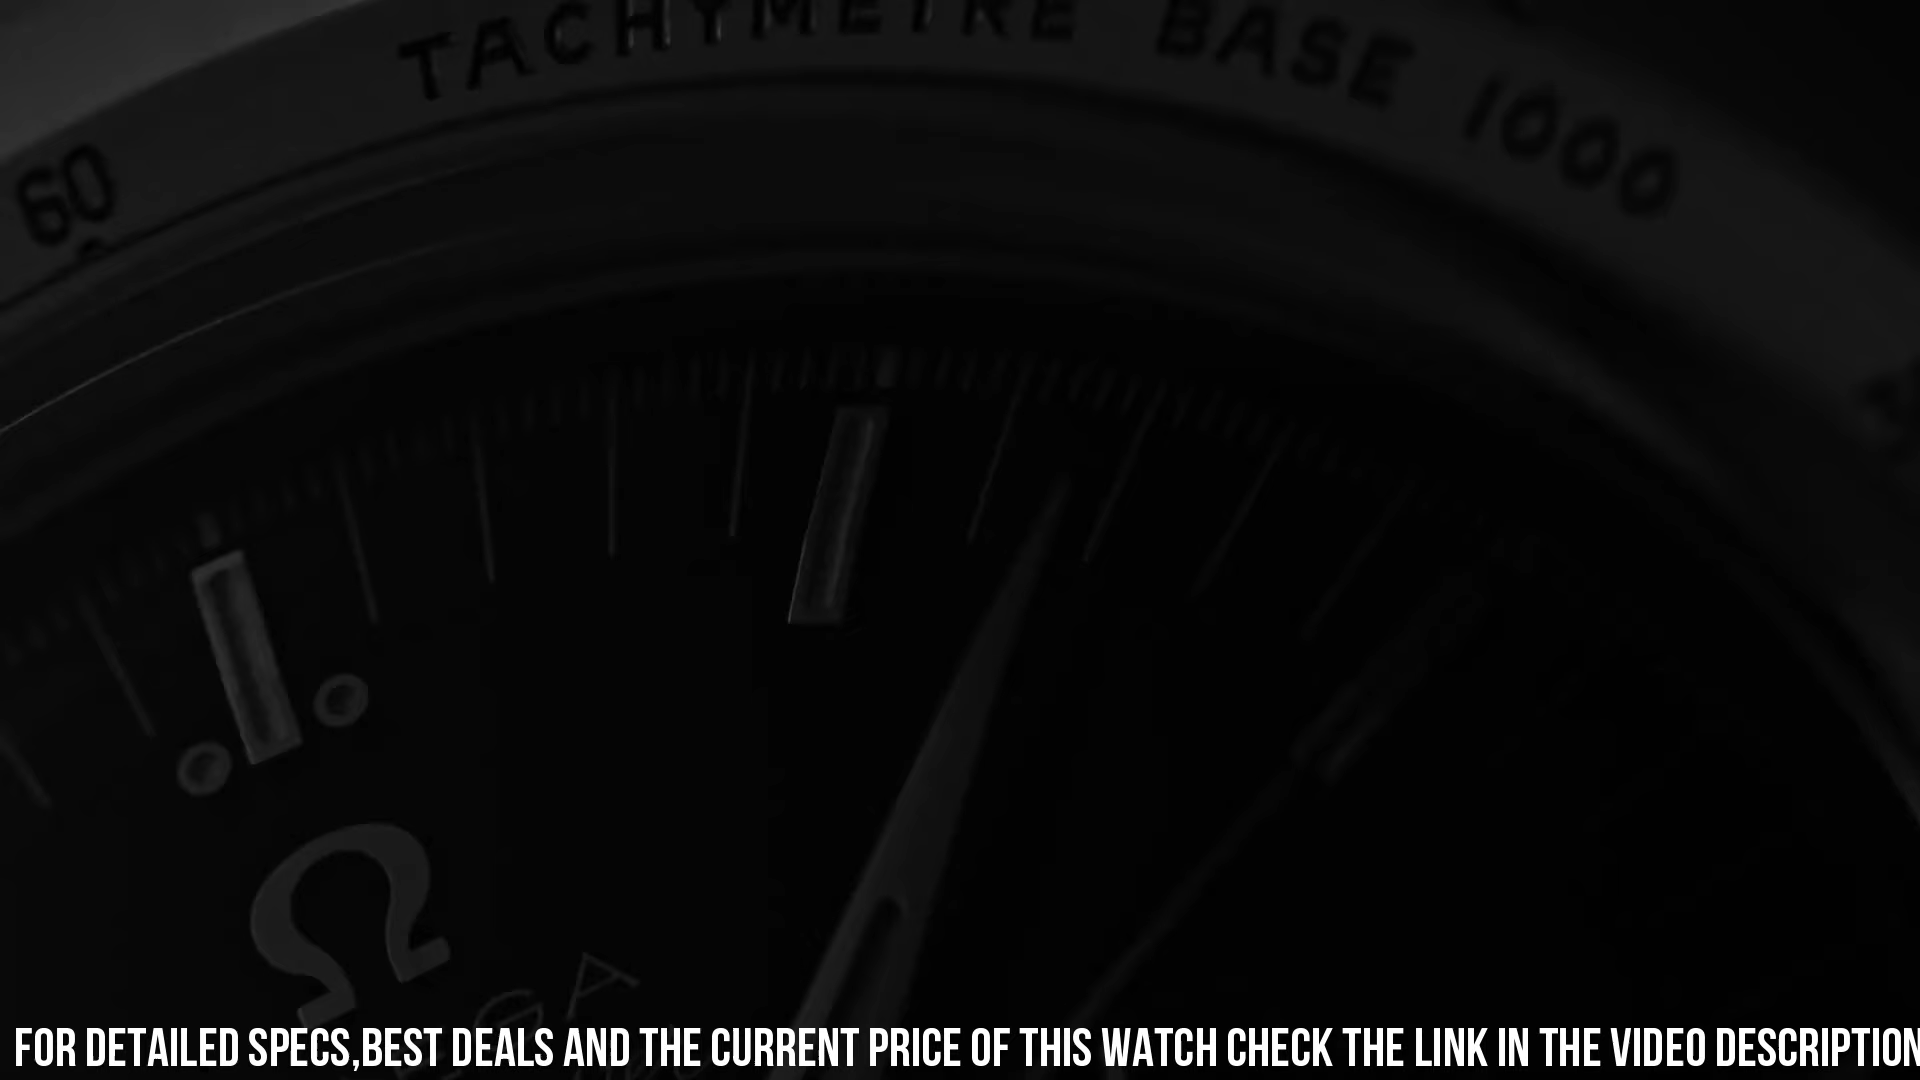 TACHYMETRE BASE 1000
60
Ω
FOR DETAILED SPECS,BEST DEALS AND THE CURRENT PRICE OF THIS WATCH CHECK THE LINK IN THE VIDEO DESCRIPTION